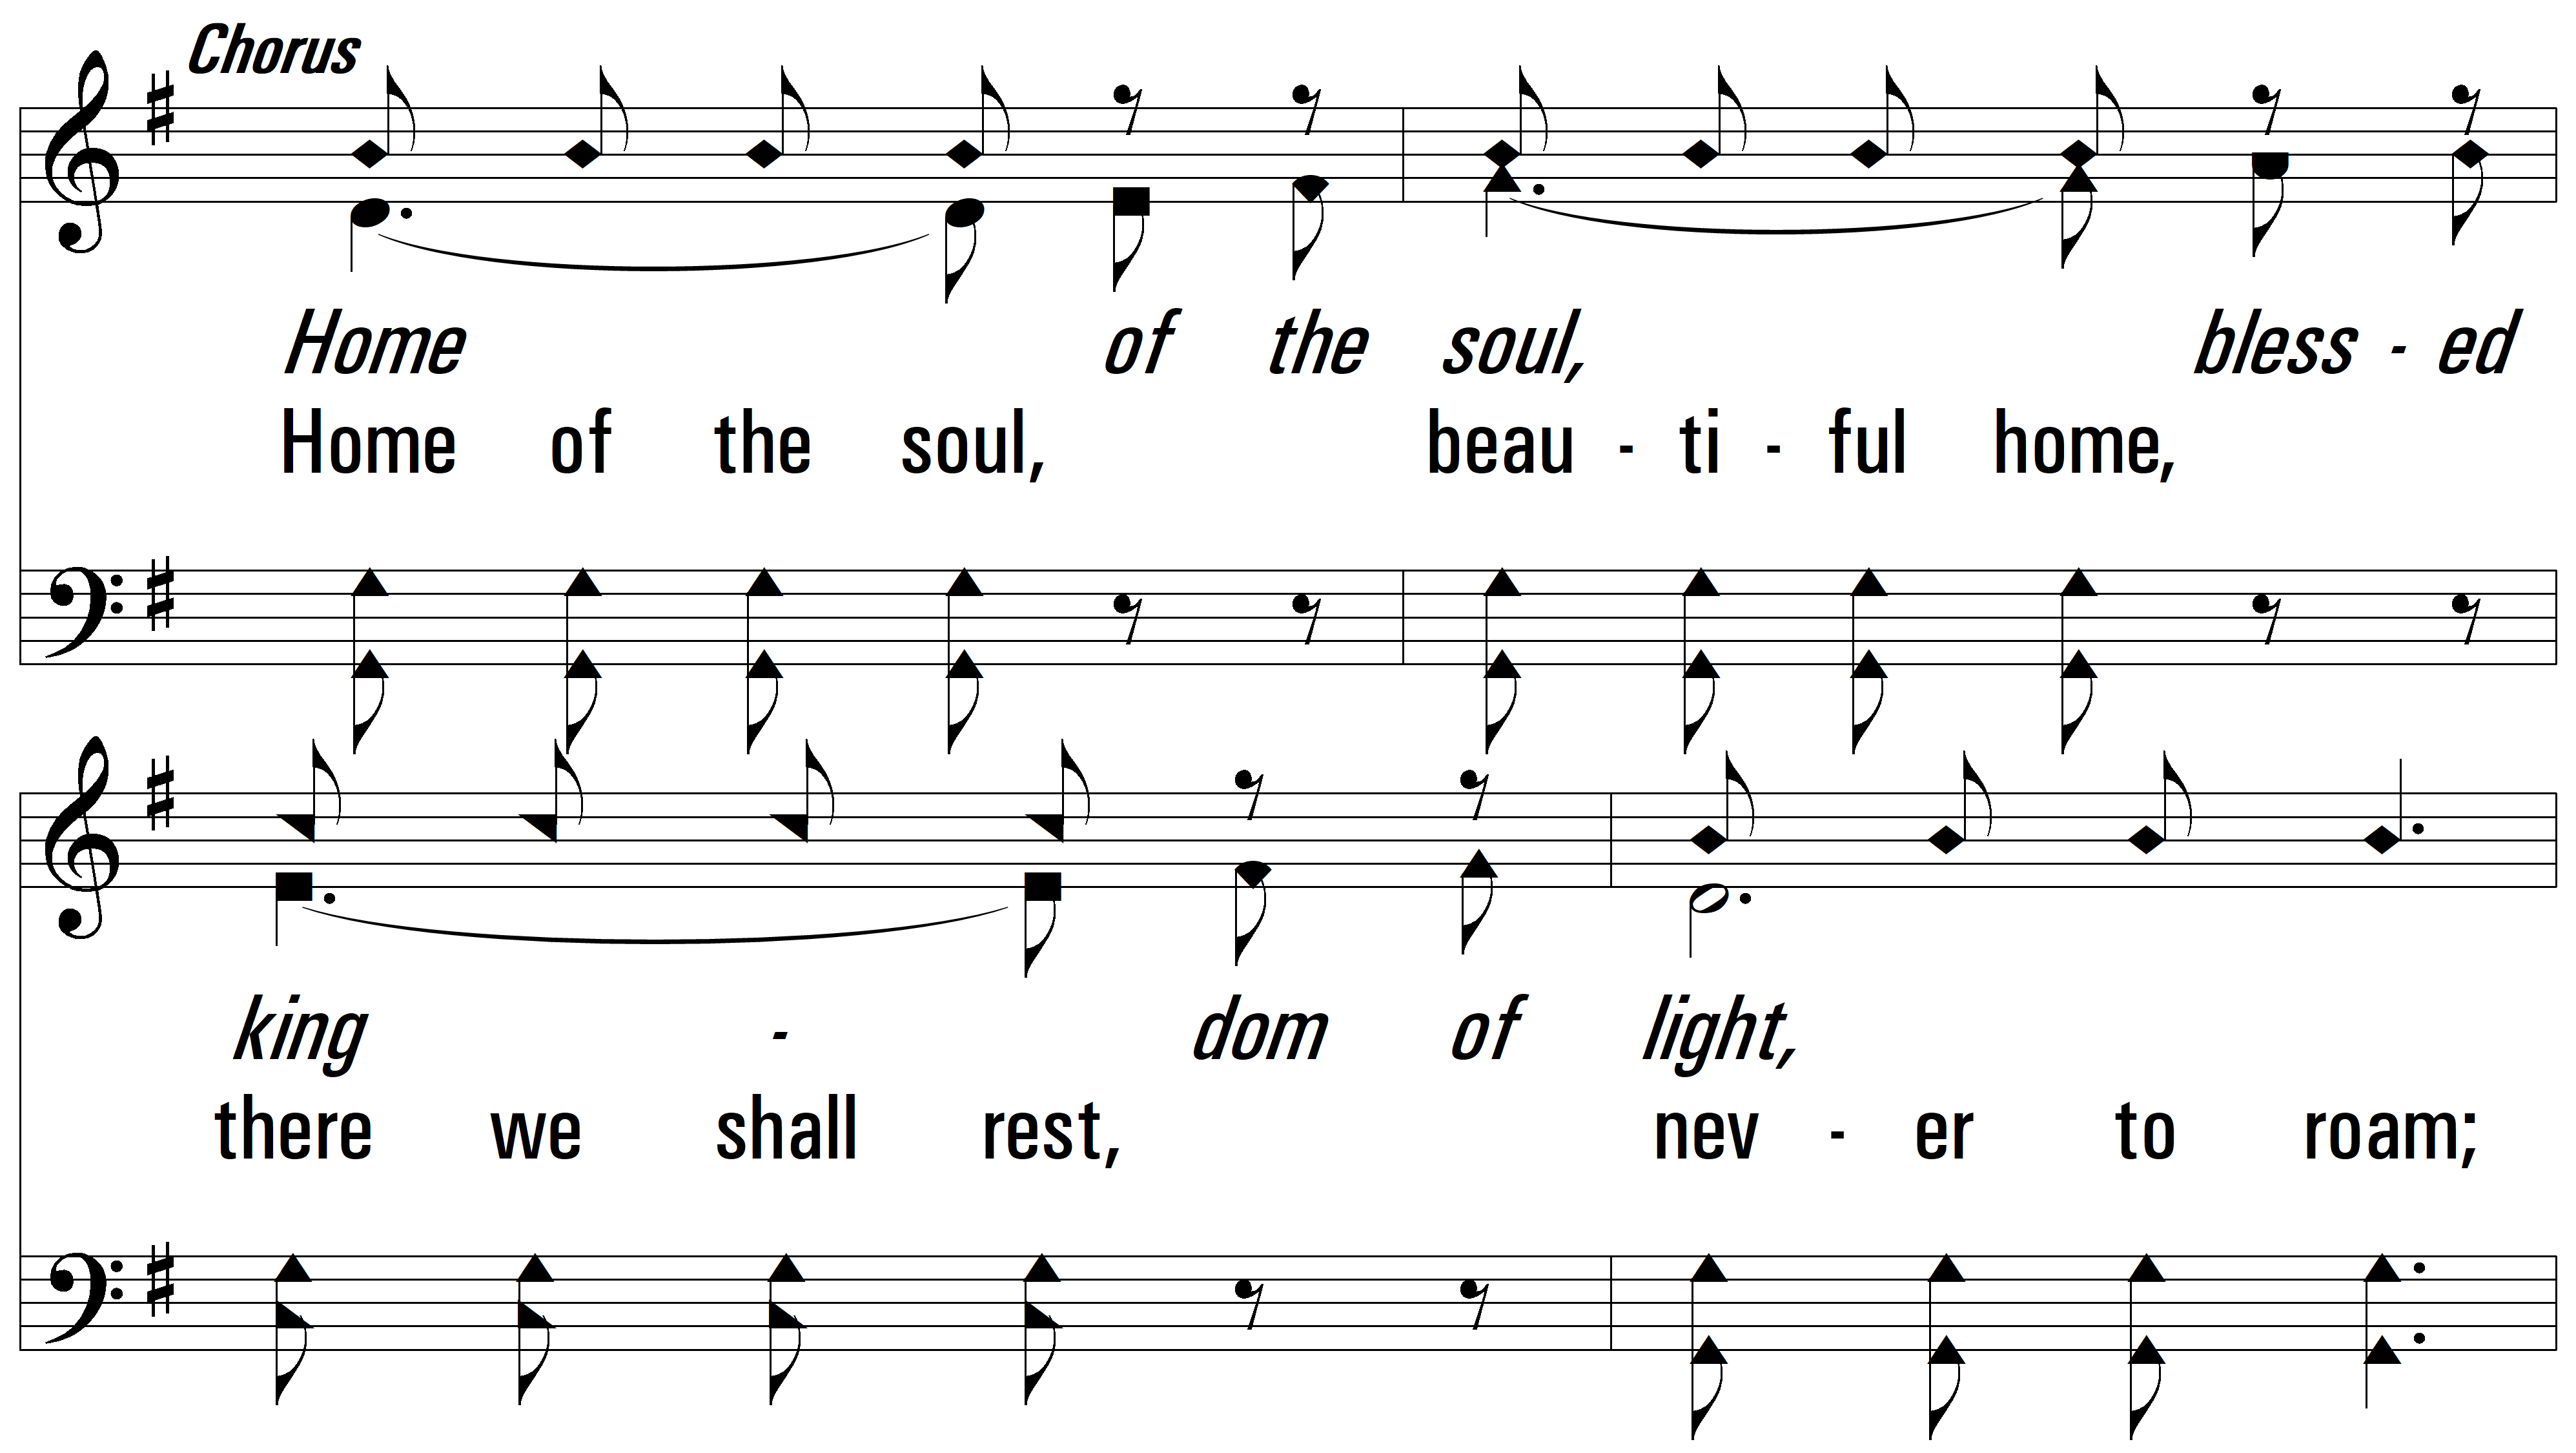 Chorus
Home of the soul, bless - ed
Home of the soul, beau - ti - ful home,
king - dom of light,
there we shall rest, nev - er to roam;